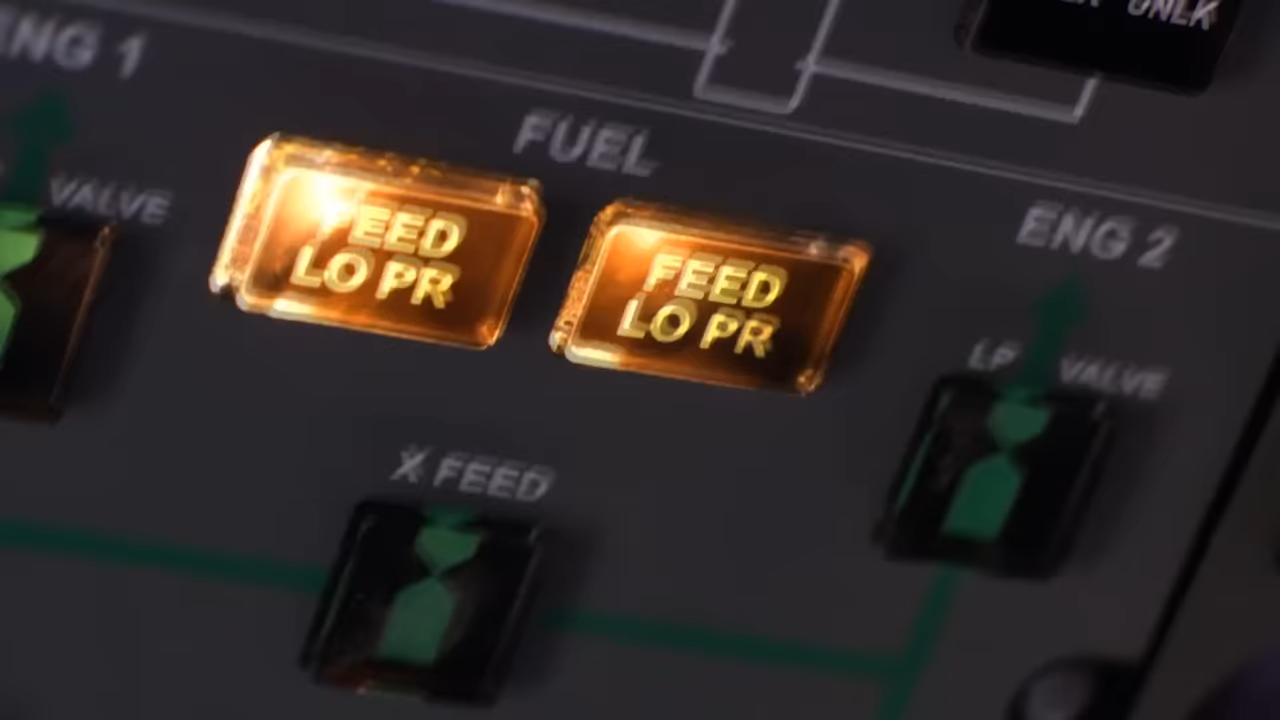 UNLK
ENG 1
FUEL
VALVE
FEED
LO PR
FEED
LO PR
ENG 2
LP VALVE
X FEED